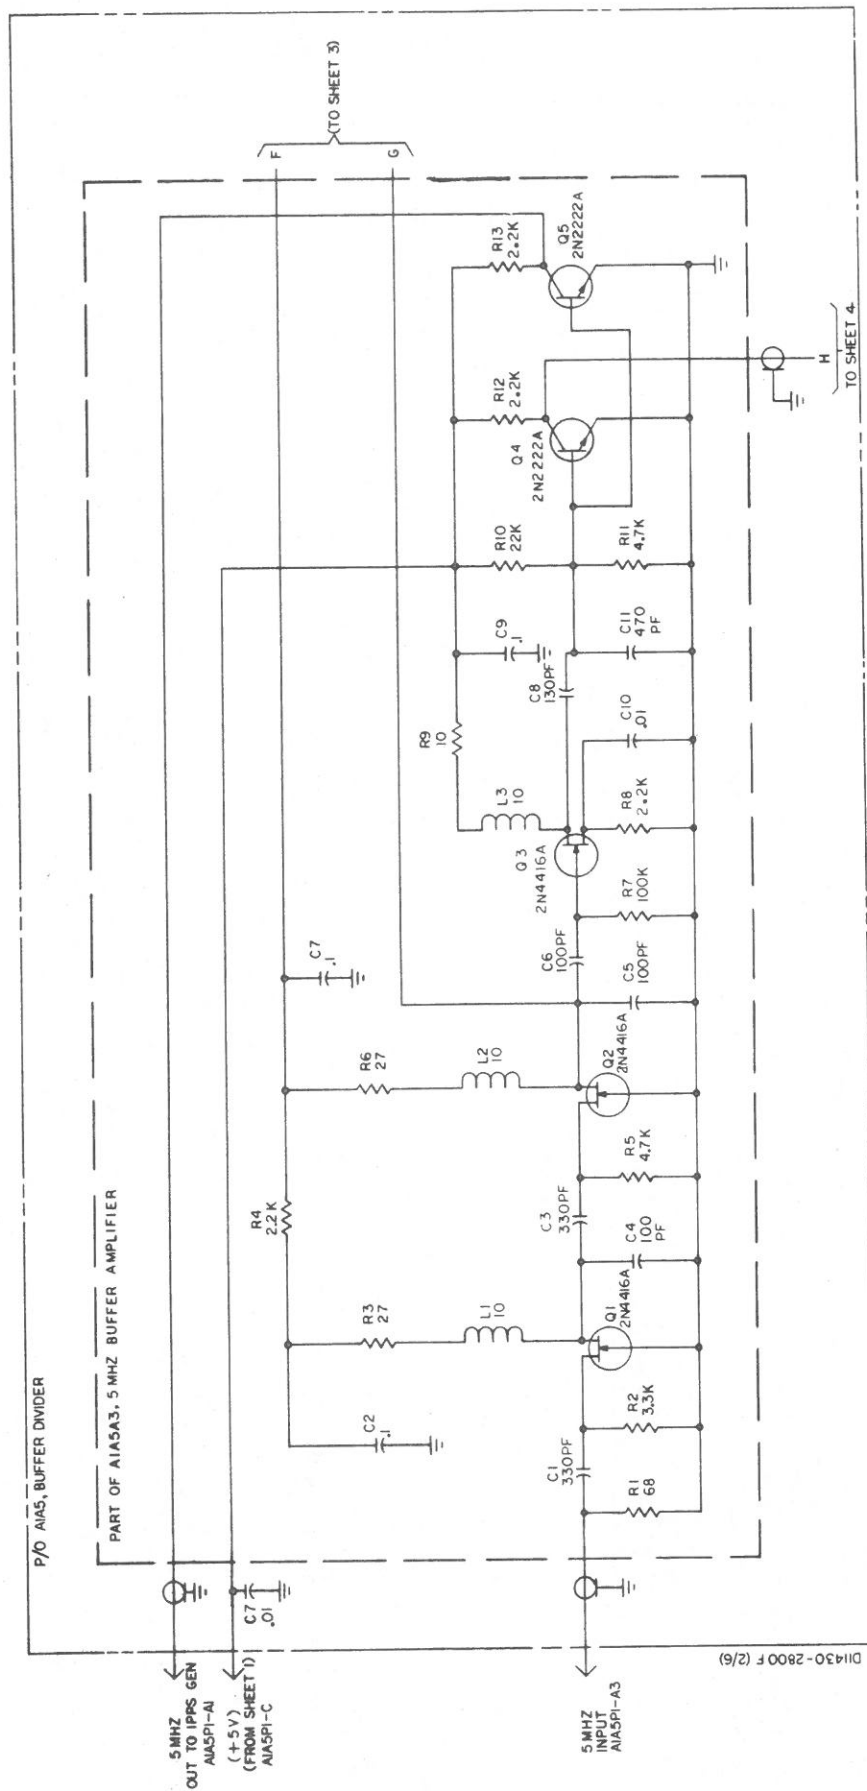 P/O A1A5, BUFFER DIVIDER
PART OF A1A5A3, 5 MHZ BUFFER AMPLIFIER
5 MHZ
OUT TO 1PPS GEN
A1A5P1-A1
(+5V)
(FROM SHEET 1)
A1A5P1-C
C7
.01
5 MHZ
INPUT
A1A5P1-A3
C2
.1
R3
27
L1
10
R4
2.2K
R6
27
L2
10
C7
.1
F
G
(TO SHEET 3)
C1
330PF
R1
68
R2
3.3K
Q1
2N4416A
C4
100
PF
C3
330PF
R5
4.7K
Q2
2N4416A
C5
100PF
C6
100PF
R7
100K
Q3
2N4416A
L3
10
R9
10
R8
2.2K
C10
.01
C8
130PF
C9
.1
C11
470
PF
R10
22K
R11
4.7K
Q4
2N2222A
R12
2.2K
R13
2.2K
Q5
2N2222A
H
TO SHEET 4
D11430-2800 F (2/6)